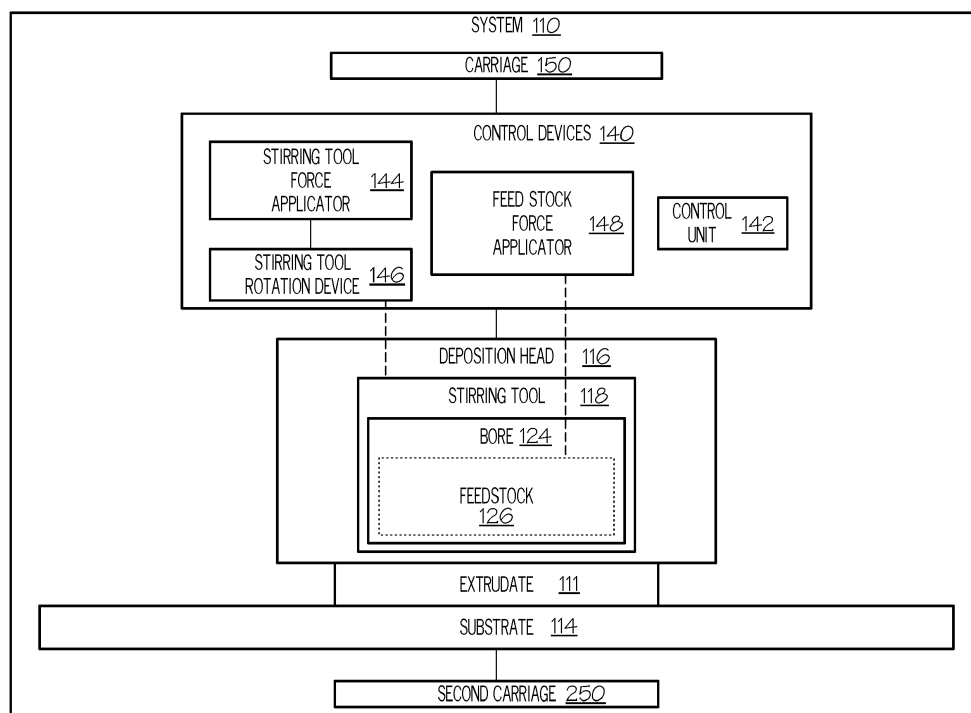 SYSTEM 110
CARRIAGE 150
CONTROL DEVICES 140
STIRRING TOOL
FORCE
APPLICATOR 144
FEED STOCK
FORCE
APPLICATOR 148
CONTROL
UNIT 142
STIRRING TOOL
ROTATION DEVICE 146
DEPOSITION HEAD 116
STIRRING TOOL 118
BORE 124
FEEDSTOCK
126
EXTRUDATE 111
SUBSTRATE 114
SECOND CARRIAGE 250